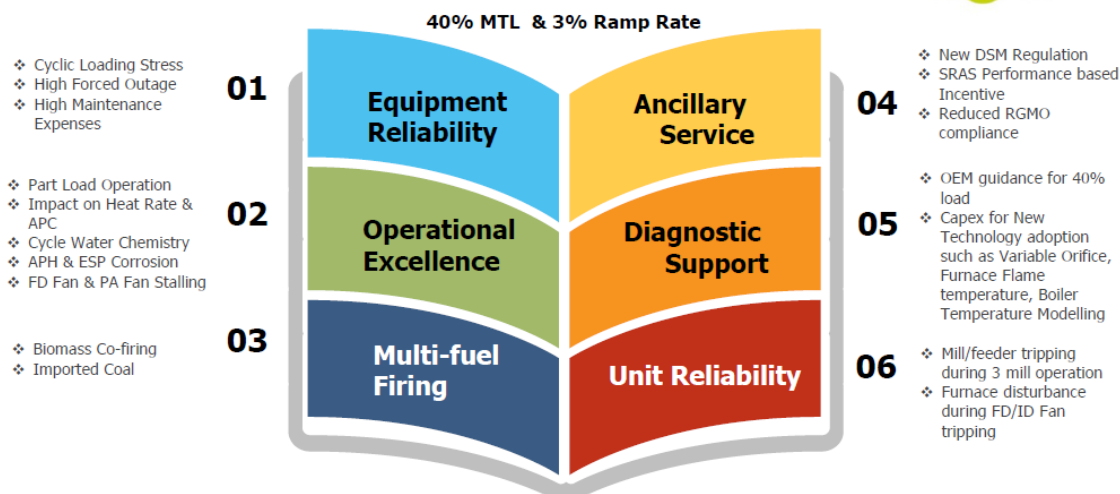 40% MTL & 3% Ramp Rate
❖ Cyclic Loading Stress
❖ High Forced Outage
❖ High Maintenance
Expenses
01
Equipment
Reliability
❖ Part Load Operation
❖ Impact on Heat Rate &
APC
❖ Cycle Water Chemistry
❖ APH & ESP Corrosion
❖ FD Fan & PA Fan Stalling
02
Operational
Excellence
❖ Biomass Co-firing
❖ Imported Coal
03
Multi-fuel
Firing
Ancillary
Service
04
❖ New DSM Regulation
❖ SRAS Performance based
Incentive
❖ Reduced RGMO
compliance
Diagnostic
Support
05
❖ OEM guidance for 40%
load
❖ Capex for New
Technology adoption
such as Variable Orifice,
Furnace Flame
temperature, Boiler
Temperature Modelling
Unit Reliability
06
❖ Mill/feeder tripping
during 3 mill operation
❖ Furnace disturbance
during FD/ID Fan
tripping